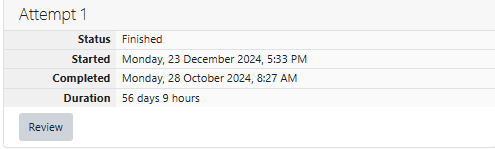 Attempt 1
Status Finished
Started Monday, 23 December 2024, 5:33 PM
Completed Monday, 28 October 2024, 8:27 AM
Duration 56 days 9 hours
Review